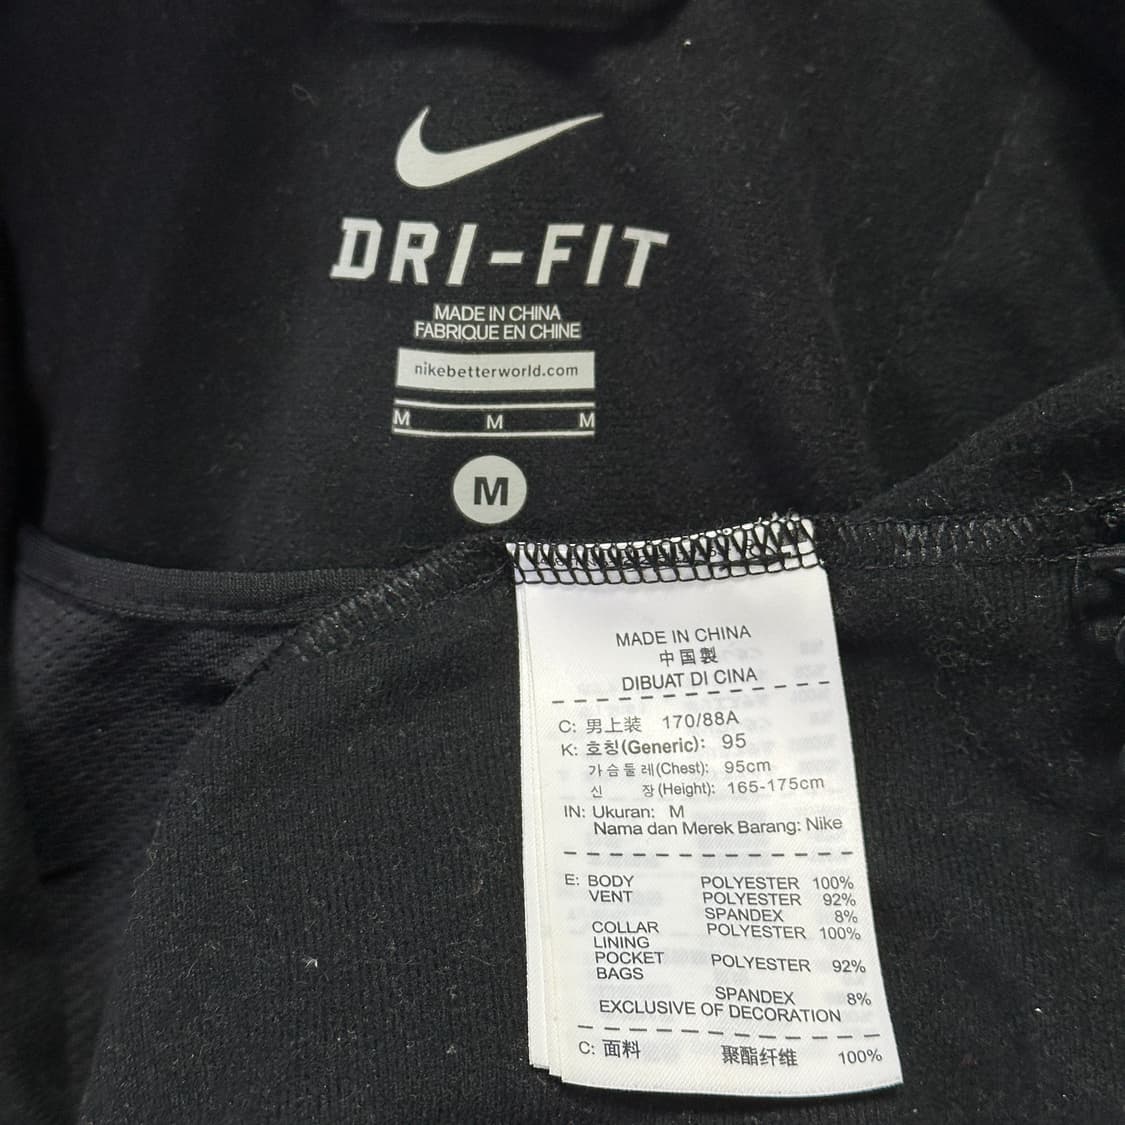 DRI-FIT
MADE IN CHINA
FABRIQUE EN CHINE
nikebetterworld.com
M M M
M
MADE IN CHINA
中国製
DIBUAT DI CINA
C: 男上装 170/88A
K: 호칭(Generic): 95
가슴둘레(Chest): 95cm
신 장(Height): 165-175cm
IN: Ukuran: M
Nama dan Merek Barang: Nike
E: BODY POLYESTER 100%
VENT POLYESTER 92%
SPANDEX 8%
COLLAR POLYESTER 100%
LINING
POCKET POLYESTER 92%
BAGS
SPANDEX 8%
EXCLUSIVE OF DECORATION
C: 面料 聚酯纤维 100%